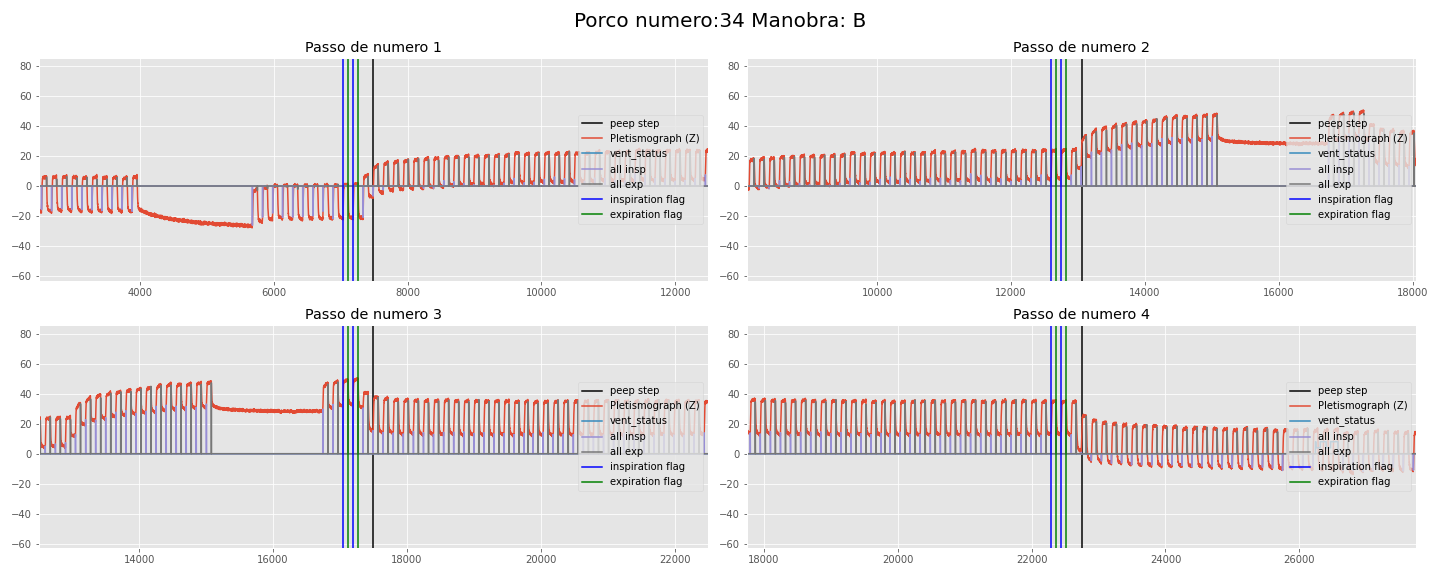 Porco numero:34 Manobra: B
Passo de numero 1
80
60
40
20
0
−20
−40
−60
4000 6000 8000 10000 12000
peep step
Pletismograph (Z)
vent_status
all insp
all exp
inspiration flag
expiration flag
Passo de numero 2
80
60
40
20
0
−20
−40
−60
10000 12000 14000 16000 18000
peep step
Pletismograph (Z)
vent_status
all insp
all exp
inspiration flag
expiration flag
Passo de numero 3
80
60
40
20
0
−20
−40
−60
14000 16000 18000 20000 22000
peep step
Pletismograph (Z)
vent_status
all insp
all exp
inspiration flag
expiration flag
Passo de numero 4
80
60
40
20
0
−20
−40
−60
18000 20000 22000 24000 26000
peep step
Pletismograph (Z)
vent_status
all insp
all exp
inspiration flag
expiration flag